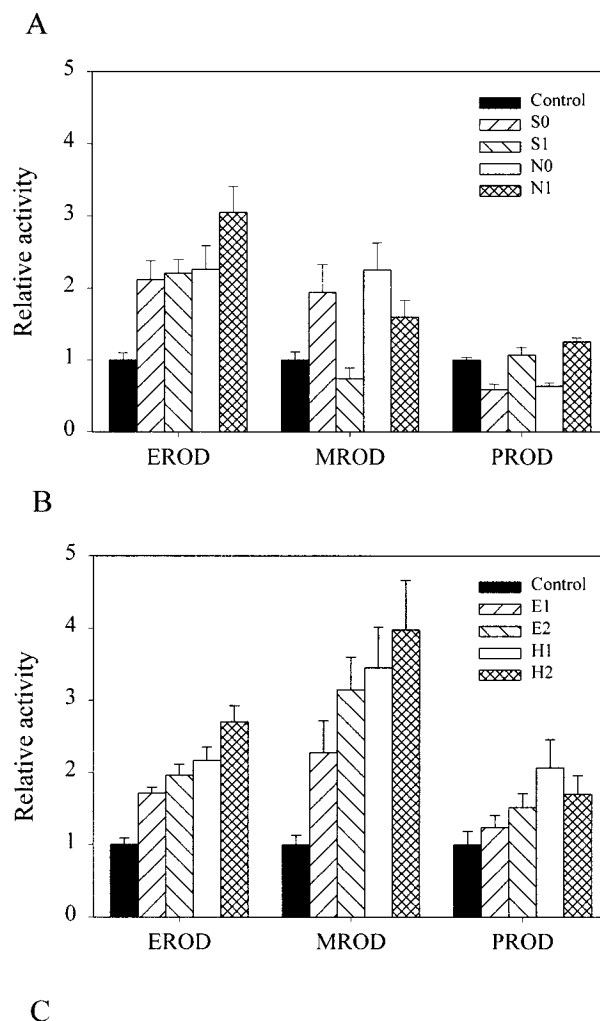 A
5
4
3
2
1
0
Relative activity
Control
S0
S1
N0
N1
EROD MROD PROD
B
5
4
3
2
1
0
Relative activity
Control
E1
E2
H1
H2
EROD MROD PROD
C